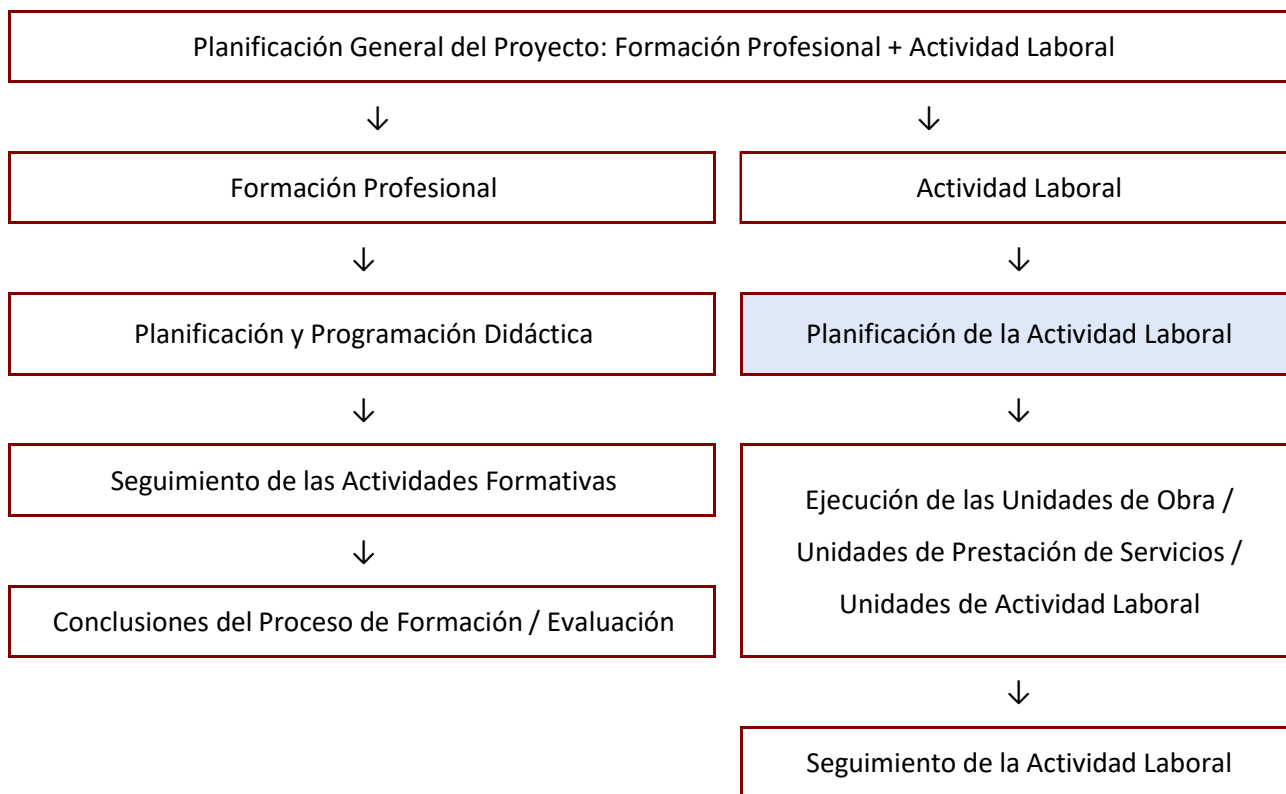 Planificación General del Proyecto: Formación Profesional + Actividad Laboral
Formación Profesional
Actividad Laboral
Planificación y Programación Didáctica
Planificación de la Actividad Laboral
Seguimiento de las Actividades Formativas
Ejecución de las Unidades de Obra /
Unidades de Prestación de Servicios /
Unidades de Actividad Laboral
Conclusiones del Proceso de Formación / Evaluación
Seguimiento de la Actividad Laboral